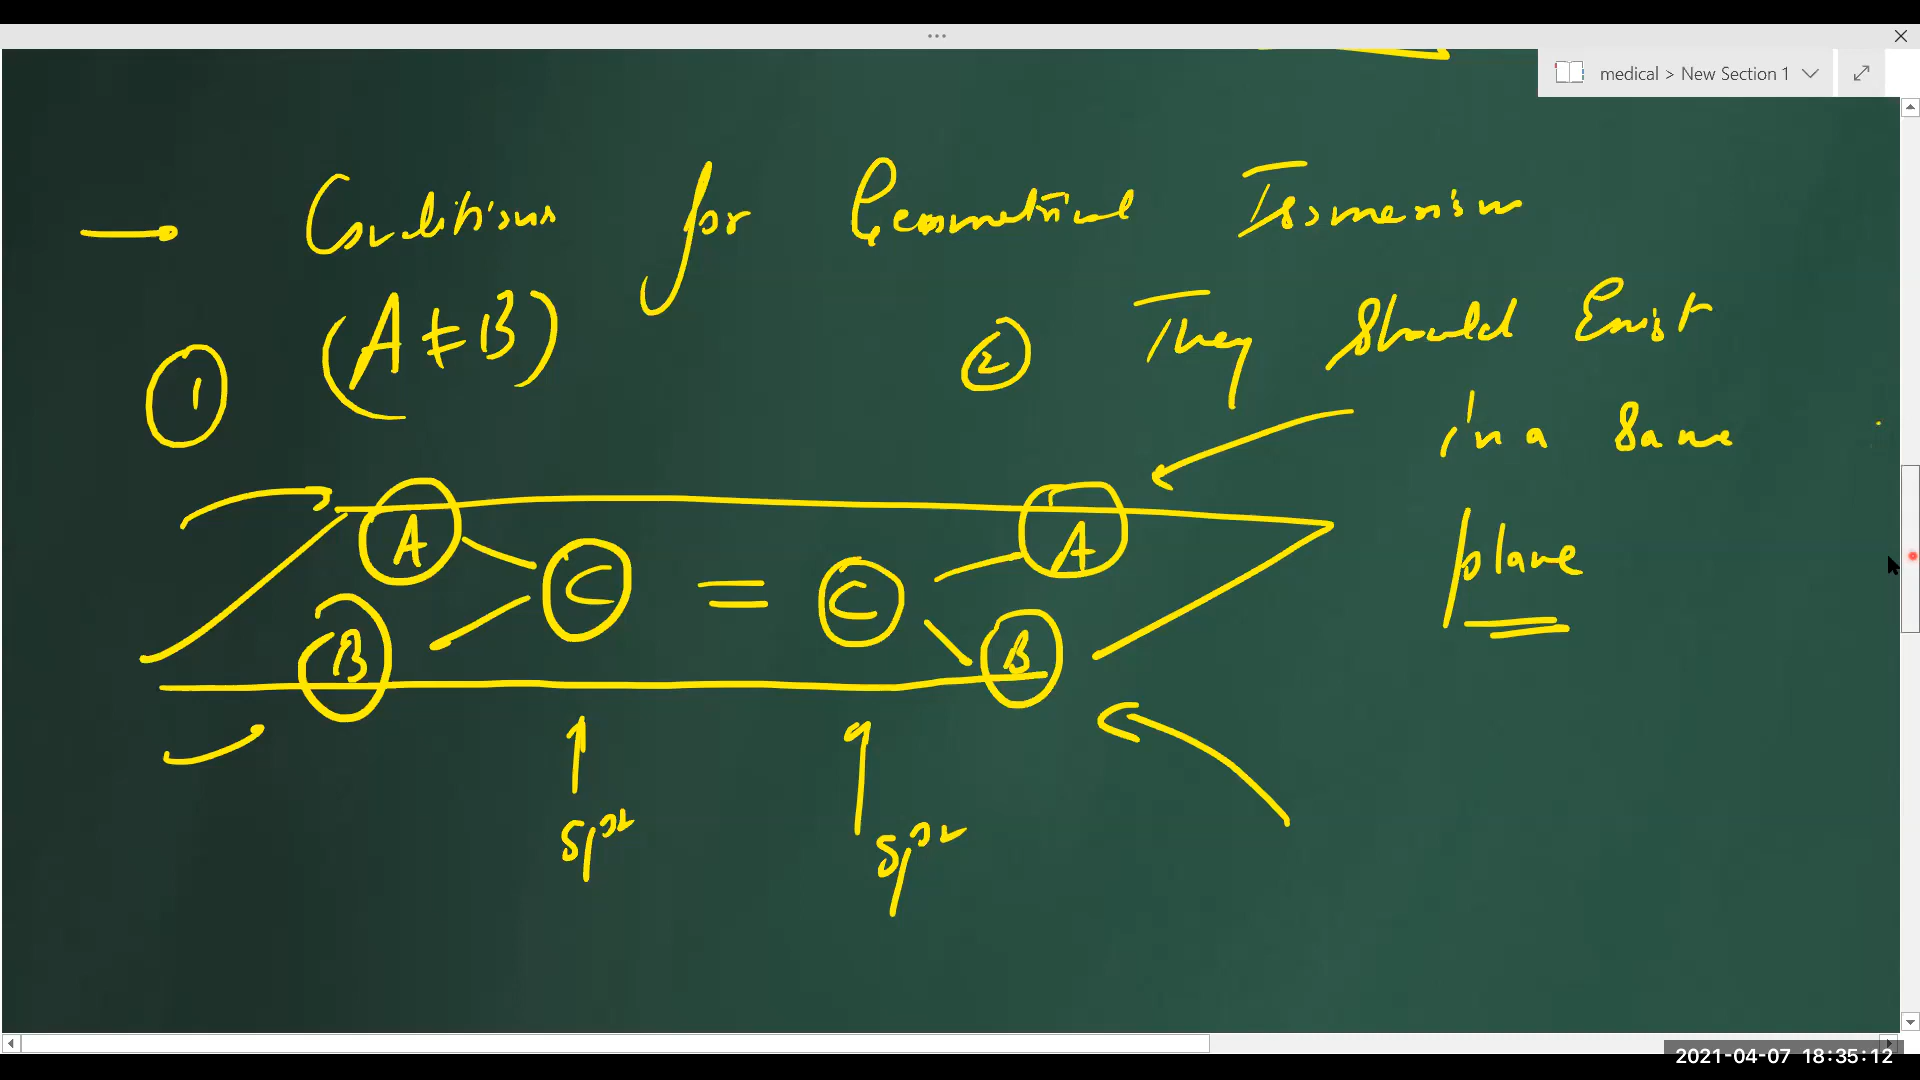 medical > New Section 1
Conditions for Geometrical Isomerism
① (A ≠ B)
② They Should Exist
in a Same
plane
A A
C = C
B B
sp² sp²
2021-04-07 18:35:12